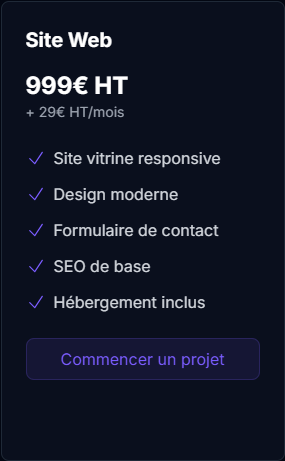 Site Web
999€ HT
+ 29€ HT/mois
Site vitrine responsive
Design moderne
Formulaire de contact
SEO de base
Hébergement inclus
Commencer un projet